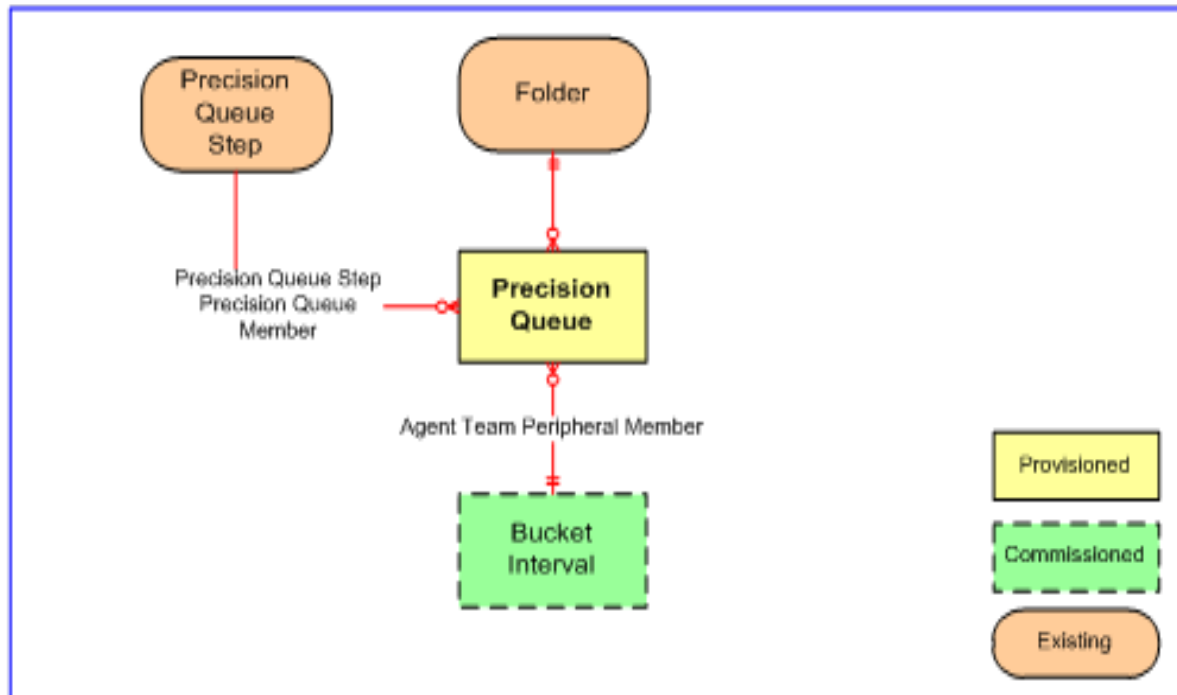 Precision
Queue
Step
Folder
Precision Queue Step
Precision Queue
Member
Precision
Queue
Agent Team Peripheral Member
Bucket
Interval
Provisioned
Commissioned
Existing